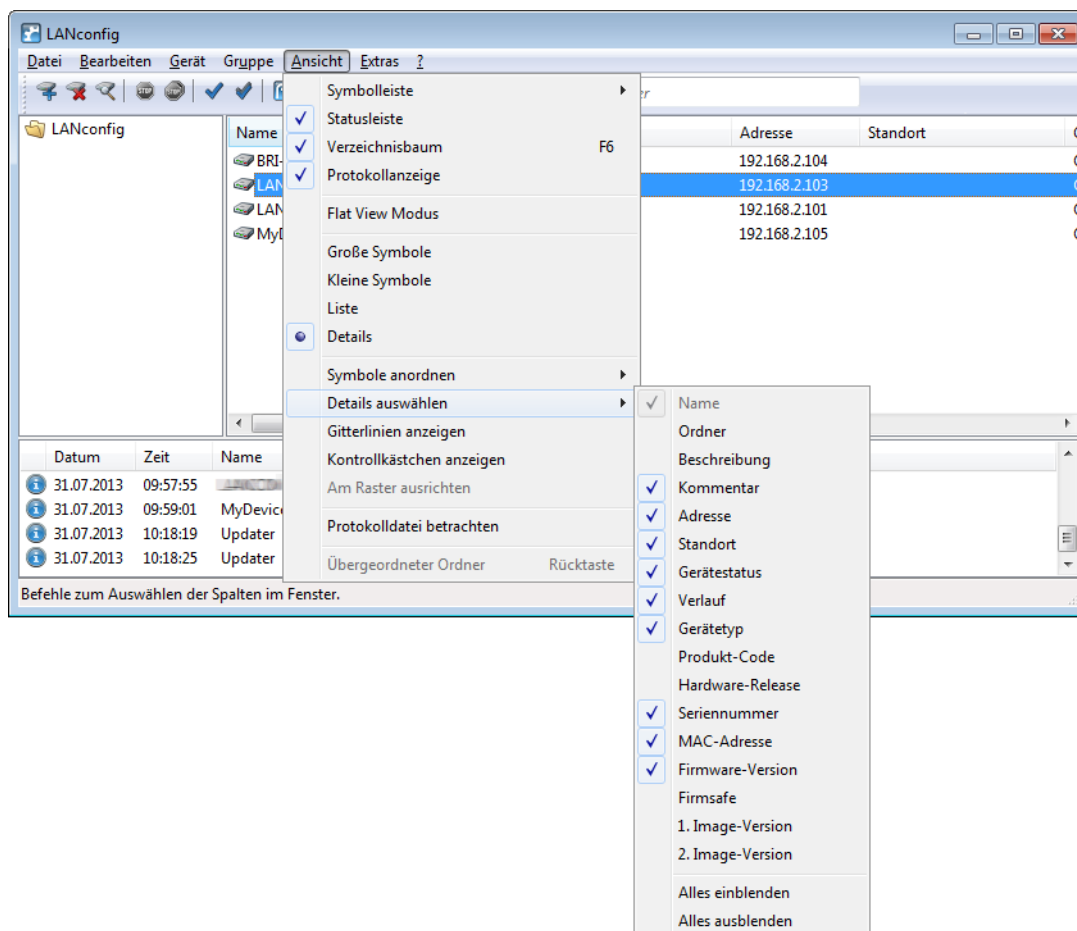 LANconfig
Datei Bearbeiten Gerät Gruppe Ansicht Extras ?
LANconfig
Name Adresse Standort
BRI- 192.168.2.104
LAN 192.168.2.103
LAN 192.168.2.101
MyD 192.168.2.105
Symbolleiste
Statusleiste
Verzeichnisbaum F6
Protokollanzeige
Flat View Modus
Große Symbole
Kleine Symbole
Liste
Details
Symbole anordnen
Details auswählen
Gitterlinien anzeigen
Kontrollkästchen anzeigen
Am Raster ausrichten
Protokolldatei betrachten
Übergeordneter Ordner Rücktaste
Name
Ordner
Beschreibung
Kommentar
Adresse
Standort
Gerätestatus
Verlauf
Gerätetyp
Produkt-Code
Hardware-Release
Seriennummer
MAC-Adresse
Firmware-Version
Firmsafe
1. Image-Version
2. Image-Version
Alles einblenden
Alles ausblenden
Datum Zeit Name
31.07.2013 09:57:55
31.07.2013 09:59:01 MyDevice
31.07.2013 10:18:19 Updater
31.07.2013 10:18:25 Updater
Befehle zum Auswählen der Spalten im Fenster.